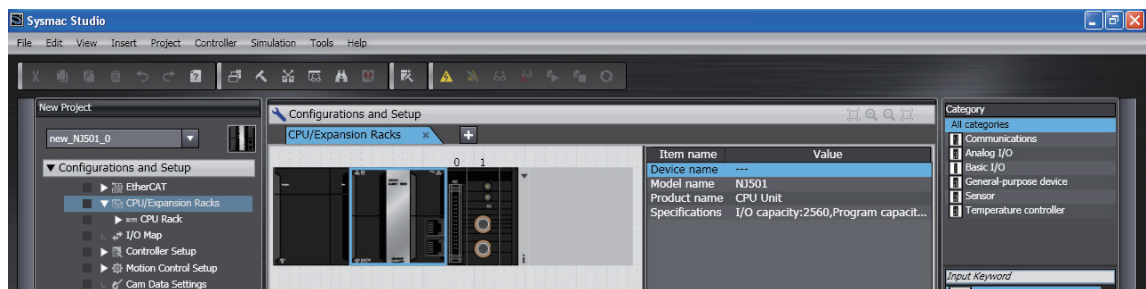 Sysmac Studio
File Edit View Insert Project Controller Simulation Tools Help
New Project
new_NJ501_0
▼ Configurations and Setup
▶ EtherCAT
▼ CPU/Expansion Racks
▶ CPU Rack
I/O Map
▶ Controller Setup
▶ Motion Control Setup
Cam Data Settings
Configurations and Setup
CPU/Expansion Racks × +
0 1
Item name Value
Device name ---
Model name NJ501
Product name CPU Unit
Specifications I/O capacity:2560,Program capacit...
Category
All categories
Communications
Analog I/O
Basic I/O
General-purpose device
Sensor
Temperature controller
Input Keyword